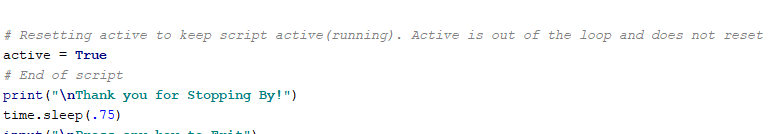 # Resetting active to keep script active(running). Active is out of the loop and does not reset
active = True
# End of script
print("\nThank you for Stopping By!")
time.sleep(.75)
input("\nPress any key to Exit")